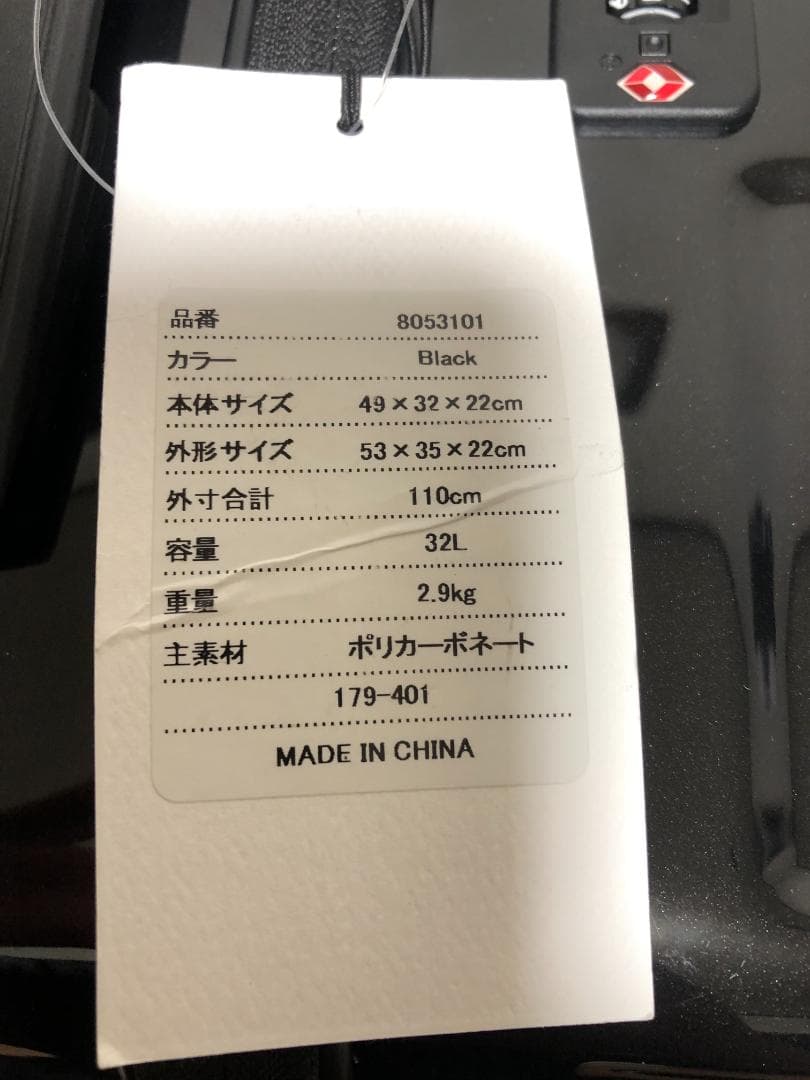 品番 8053101
カラー Black
本体サイズ 49×32×22cm
外形サイズ 53×35×22cm
外寸合計 110cm
容量 32L
重量 2.9kg
主素材 ポリカーボネート
179-401
MADE IN CHINA